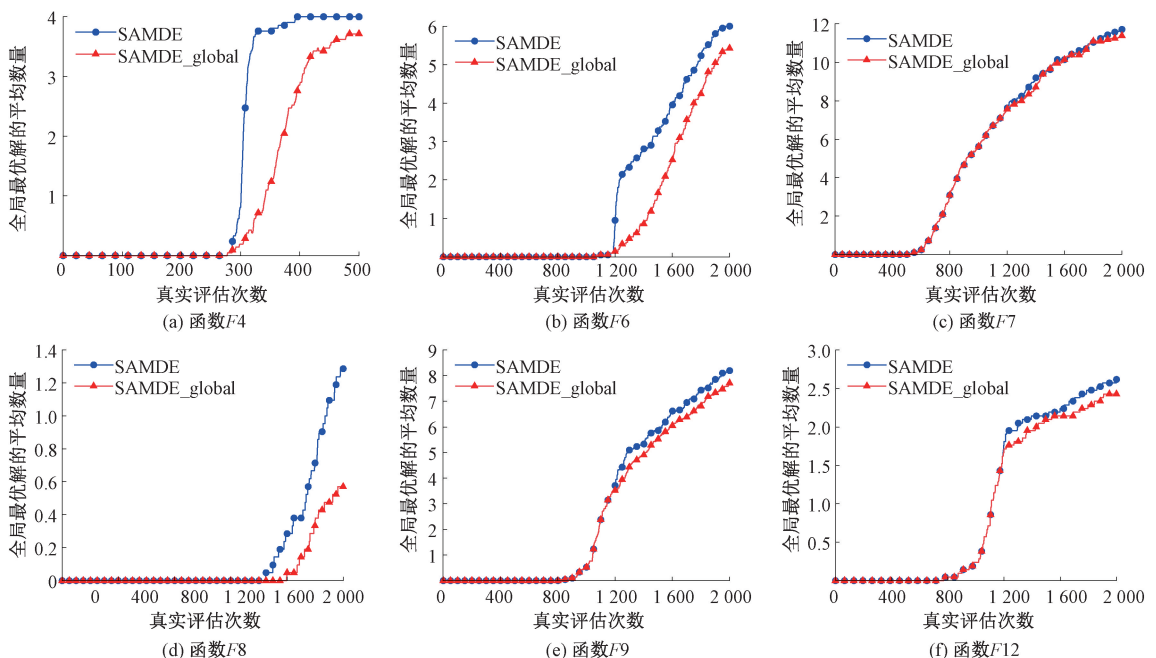 全局最优解的平均数量
4
3
2
1
0
SAMDE
SAMDE_global
0 100 200 300 400 500
真实评估次数
(a) 函数F4
全局最优解的平均数量
6
5
4
3
2
1
0
SAMDE
SAMDE_global
0 400 800 1 200 1 600 2 000
真实评估次数
(b) 函数F6
全局最优解的平均数量
12
10
8
6
4
2
0
SAMDE
SAMDE_global
0 400 800 1 200 1 600 2 000
真实评估次数
(c) 函数F7
全局最优解的平均数量
1.4
1.2
1.0
0.8
0.6
0.4
0.2
0
SAMDE
SAMDE_global
0 400 800 1 200 1 600 2 000
真实评估次数
(d) 函数F8
全局最优解的平均数量
9
8
7
6
5
4
3
2
1
0
SAMDE
SAMDE_global
0 400 800 1 200 1 600 2 000
真实评估次数
(e) 函数F9
全局最优解的平均数量
3.0
2.5
2.0
1.5
1.0
0.5
0
SAMDE
SAMDE_global
0 400 800 1 200 1 600 2 000
真实评估次数
(f) 函数F12